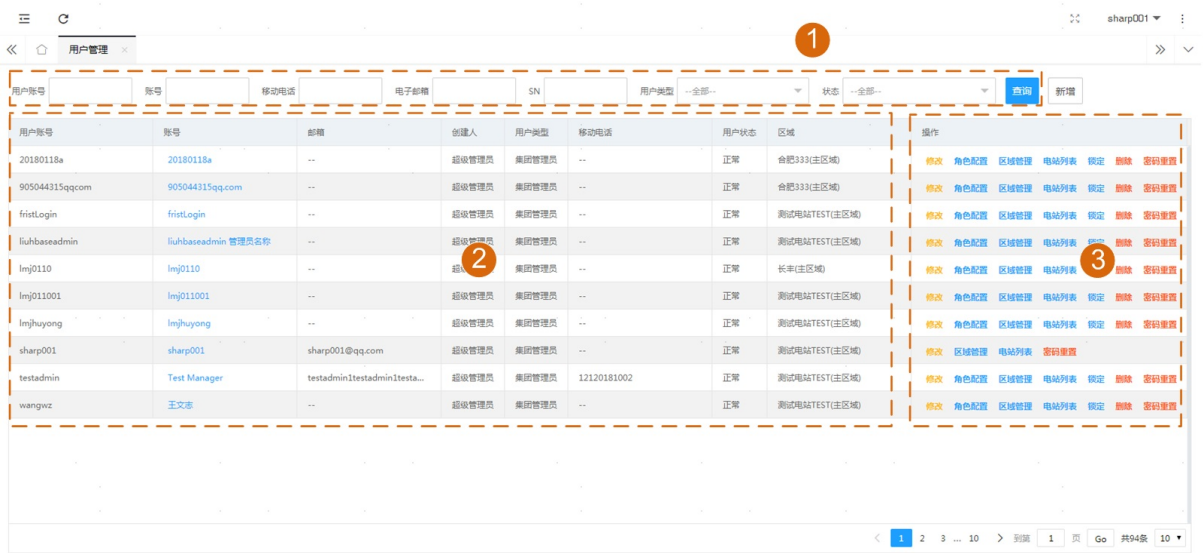 sharp001
用户管理 ×
1
用户账号 账号 移动电话 电子邮箱 SN 用户类型 --全部-- 状态 --全部-- 查询 新增
用户账号 账号 邮箱 创建人 用户类型 移动电话 用户状态 区域 操作
20180118a 20180118a -- 超级管理员 集团管理员 -- 正常 合肥333(主区域) 修改 角色配置 区域管理 电站列表 锁定 删除 密码重置
905044315qqcom 905044315qq.com -- 超级管理员 集团管理员 -- 正常 合肥333(主区域) 修改 角色配置 区域管理 电站列表 锁定 删除 密码重置
fristLogin fristLogin -- 超级管理员 集团管理员 -- 正常 测试电站TEST(主区域) 修改 角色配置 区域管理 电站列表 锁定 删除 密码重置
liuhbaseadmin liuhbaseadmin 管理员名称 -- 超级管理员 集团管理员 -- 正常 测试电站TEST(主区域) 修改 角色配置 区域管理 电站列表 锁定 删除 密码重置
lmj0110 lmj0110 -- 超级管理员 集团管理员 -- 正常 长丰(主区域) 修改 角色配置 区域管理 电站列表 删除 密码重置
2 3
lmj011001 lmj011001 -- 超级管理员 集团管理员 -- 正常 测试电站TEST(主区域) 修改 角色配置 区域管理 电站列表 锁定 删除 密码重置
lmjhuyong lmjhuyong -- 超级管理员 集团管理员 -- 正常 测试电站TEST(主区域) 修改 角色配置 区域管理 电站列表 锁定 删除 密码重置
sharp001 sharp001 sharp001@qq.com 超级管理员 集团管理员 -- 正常 测试电站TEST(主区域) 修改 区域管理 电站列表 密码重置
testadmin Test Manager testadmin1testadmin1testa... 超级管理员 集团管理员 12120181002 正常 测试电站TEST(主区域) 修改 角色配置 区域管理 电站列表 锁定 删除 密码重置
wangwz 王文志 -- 超级管理员 集团管理员 -- 正常 测试电站TEST(主区域) 修改 角色配置 区域管理 电站列表 锁定 删除 密码重置
1 2 3 ... 10 到第 1 页 Go 共94条 10